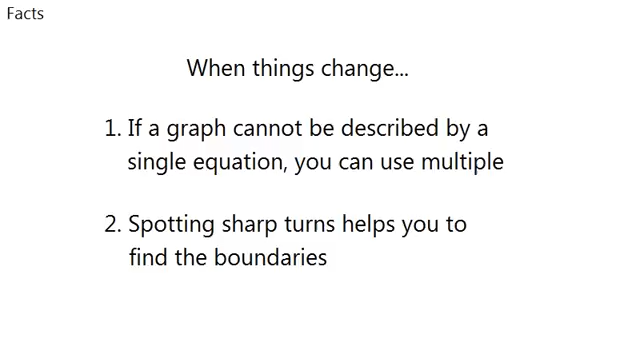 Facts
When things change...
1. If a graph cannot be described by a
single equation, you can use multiple
2. Spotting sharp turns helps you to
find the boundaries